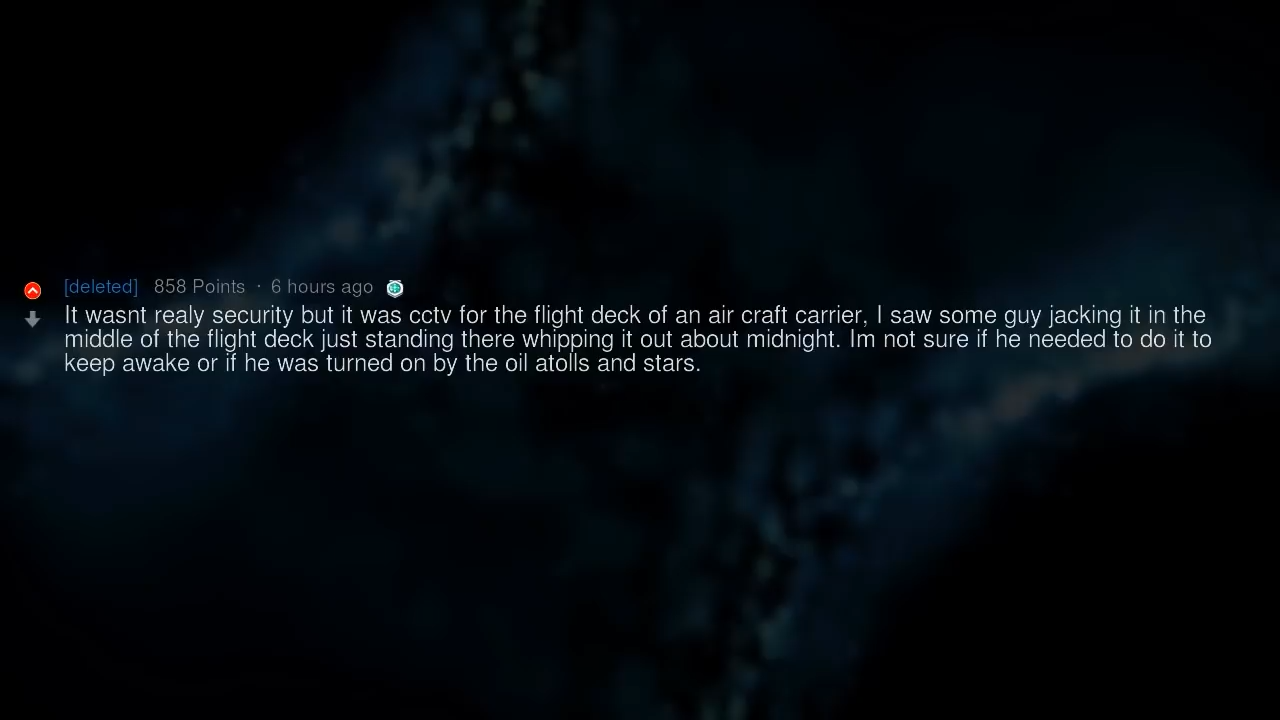 [deleted] 858 Points · 6 hours ago
It wasnt realy security but it was cctv for the flight deck of an air craft carrier, I saw some guy jacking it in the
middle of the flight deck just standing there whipping it out about midnight. Im not sure if he needed to do it to
keep awake or if he was turned on by the oil atolls and stars.